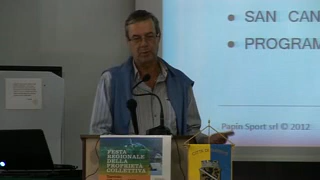 ● SAN CAN
● PROGRAM
Papin Sport srl © 2012
FESTA
REGIONALE
DELLA
PROPRIETÀ
COLLETTIVA